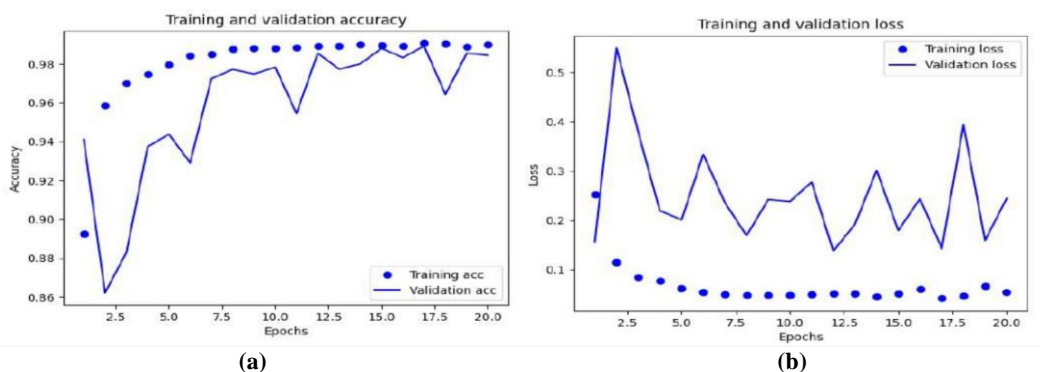 Training and validation accuracy
0.98
0.96
0.94
0.92
0.90
0.88
0.86
Accuracy
Training acc
Validation acc
2.5 5.0 7.5 10.0 12.5 15.0 17.5 20.0
Epochs
(a)
Training and validation loss
Training loss
Validation loss
0.5
0.4
0.3
0.2
0.1
Loss
2.5 5.0 7.5 10.0 12.5 15.0 17.5 20.0
Epochs
(b)